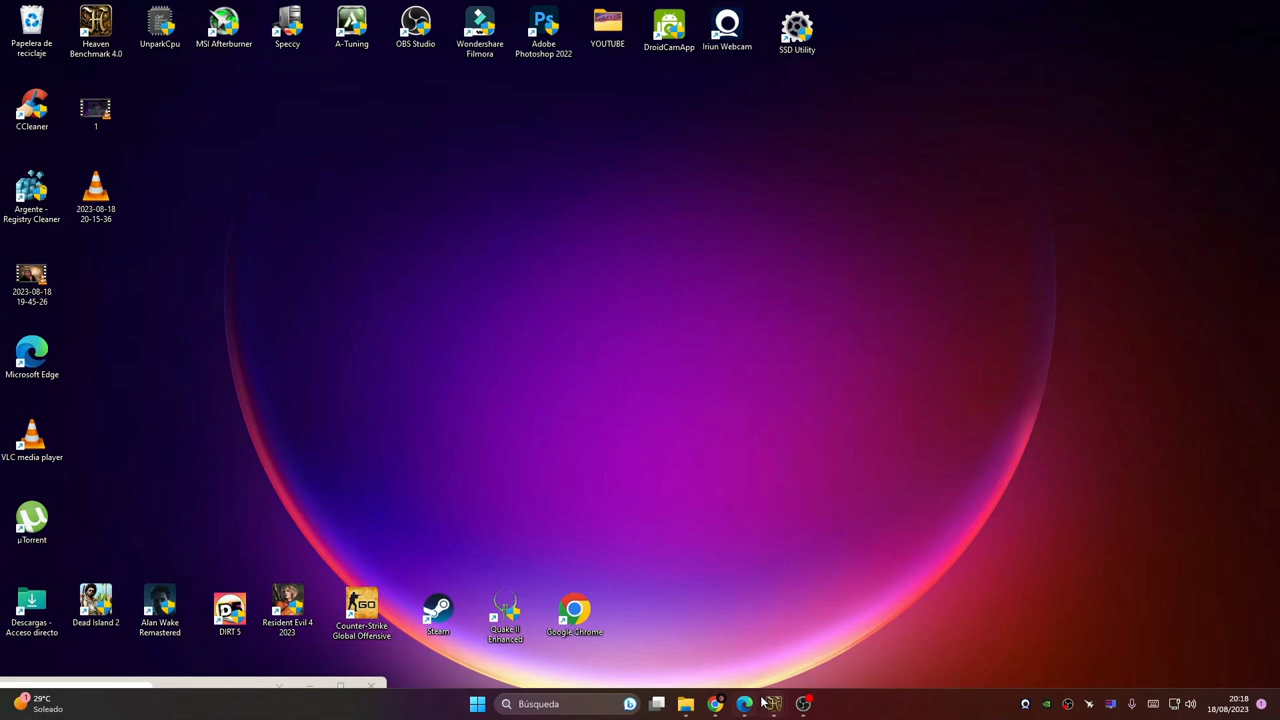 Papelera de
reciclaje
Heaven
Benchmark 4.0
UnparkCpu
MSI Afterburner
Speccy
A-Tuning
OBS Studio
Wondershare
Filmora
Adobe
Photoshop 2022
YOUTUBE
DroidCamApp
Iriun Webcam
SSD Utility
CCleaner
1
Argente -
Registry Cleaner
2023-08-18
20-15-36
2023-08-18
19-45-26
Microsoft Edge
VLC media player
µTorrent
Descargas -
Acceso directo
Dead Island 2
Alan Wake
Remastered
DIRT 5
Resident Evil 4
2023
Counter-Strike
Global Offensive
Steam
Quake II
Enhanced
Google Chrome
29°C
Soleado
Búsqueda
20:18
18/08/2023
1